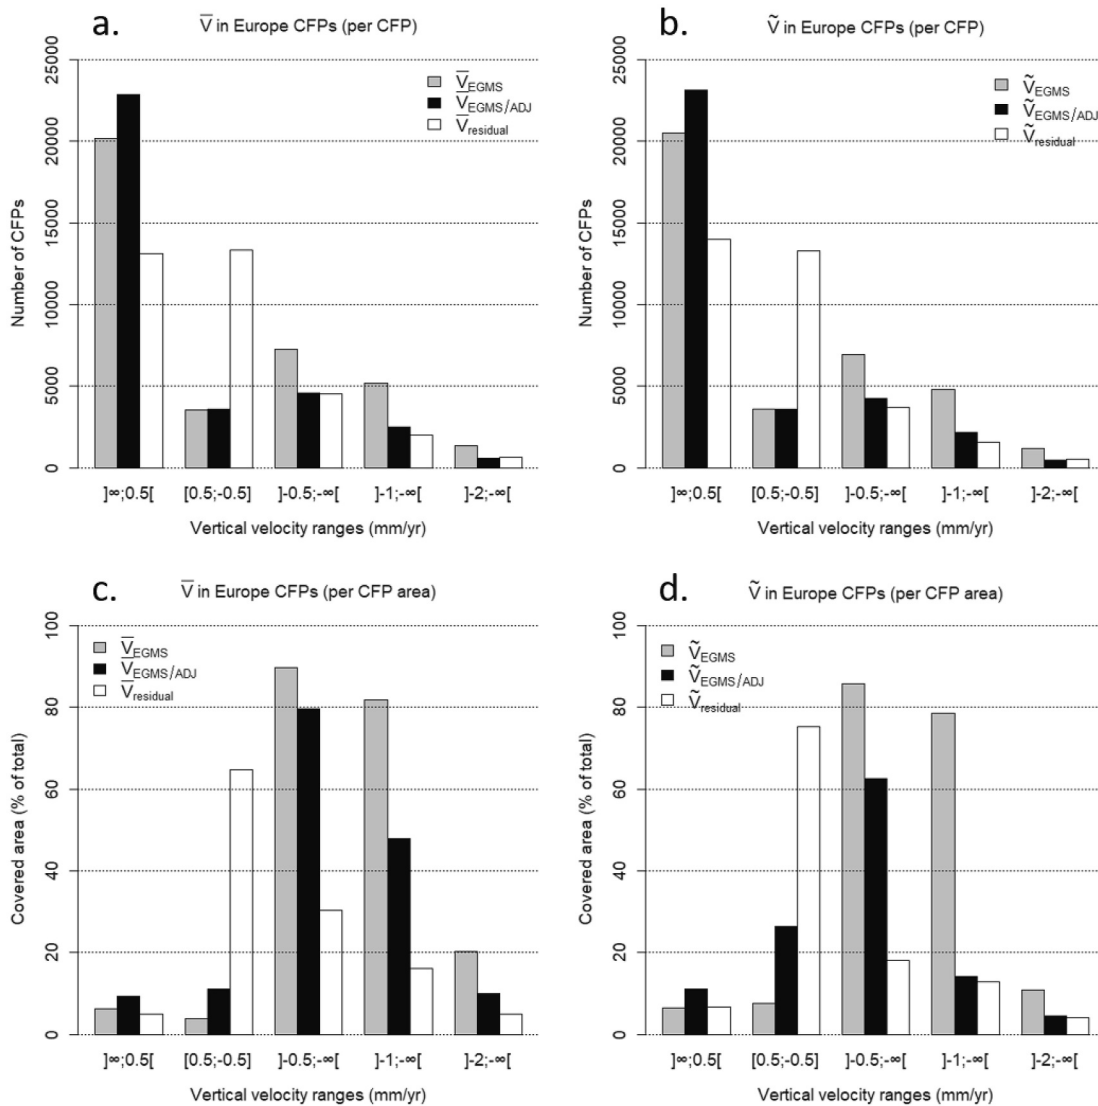 a.
V̅ in Europe CFPs (per CFP)
25000
20000
15000
10000
5000
0
Number of CFPs
V̅EGMS
V̅EGMS/ADJ
V̅residual
]∞;0.5[
[0.5;-0.5]
]-0.5;-∞[
]-1;-∞[
]-2;-∞[
Vertical velocity ranges (mm/yr)
b.
Ṽ in Europe CFPs (per CFP)
25000
20000
15000
10000
5000
0
Number of CFPs
ṼEGMS
ṼEGMS/ADJ
Ṽresidual
]∞;0.5[
[0.5;-0.5]
]-0.5;-∞[
]-1;-∞[
]-2;-∞[
Vertical velocity ranges (mm/yr)
c.
V̅ in Europe CFPs (per CFP area)
100
80
60
40
20
0
Covered area (% of total)
V̅EGMS
V̅EGMS/ADJ
V̅residual
]∞;0.5[
[0.5;-0.5]
]-0.5;-∞[
]-1;-∞[
]-2;-∞[
Vertical velocity ranges (mm/yr)
d.
Ṽ in Europe CFPs (per CFP area)
100
80
60
40
20
0
Covered area (% of total)
ṼEGMS
ṼEGMS/ADJ
Ṽresidual
]∞;0.5[
[0.5;-0.5]
]-0.5;-∞[
]-1;-∞[
]-2;-∞[
Vertical velocity ranges (mm/yr)